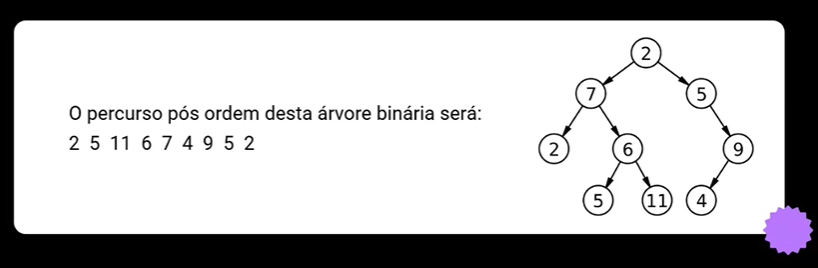 O percurso pós ordem desta árvore binária será:
2 5 11 6 7 4 9 5 2
2
7 5
2 6 9
5 11 4